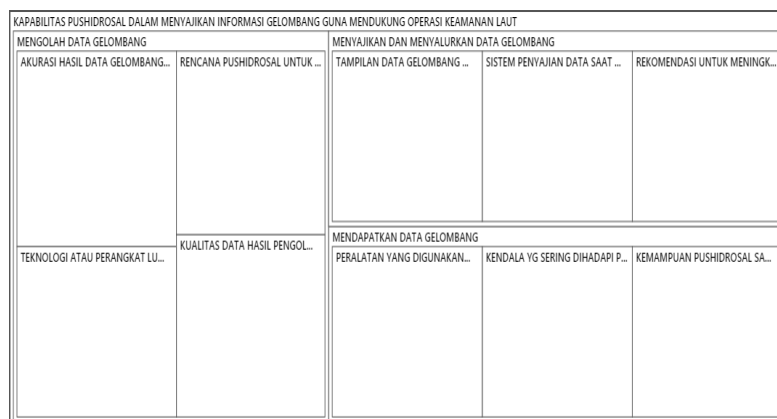 KAPABILITAS PUSHIDROSAL DALAM MENYAJIKAN INFORMASI GELOMBANG GUNA MENDUKUNG OPERASI KEAMANAN LAUT
MENGOLAH DATA GELOMBANG
AKURASI HASIL DATA GELOMBANG...
RENCANA PUSHIDROSAL UNTUK ...
TEKNOLOGI ATAU PERANGKAT LU...
KUALITAS DATA HASIL PENGOL...
MENYAJIKAN DAN MENYALURKAN DATA GELOMBANG
TAMPILAN DATA GELOMBANG ...
SISTEM PENYAJIAN DATA SAAT ...
REKOMENDASI UNTUK MENINGK...
MENDAPATKAN DATA GELOMBANG
PERALATAN YANG DIGUNAKAN...
KENDALA YG SERING DIHADAPI P...
KEMAMPUAN PUSHIDROSAL SA...